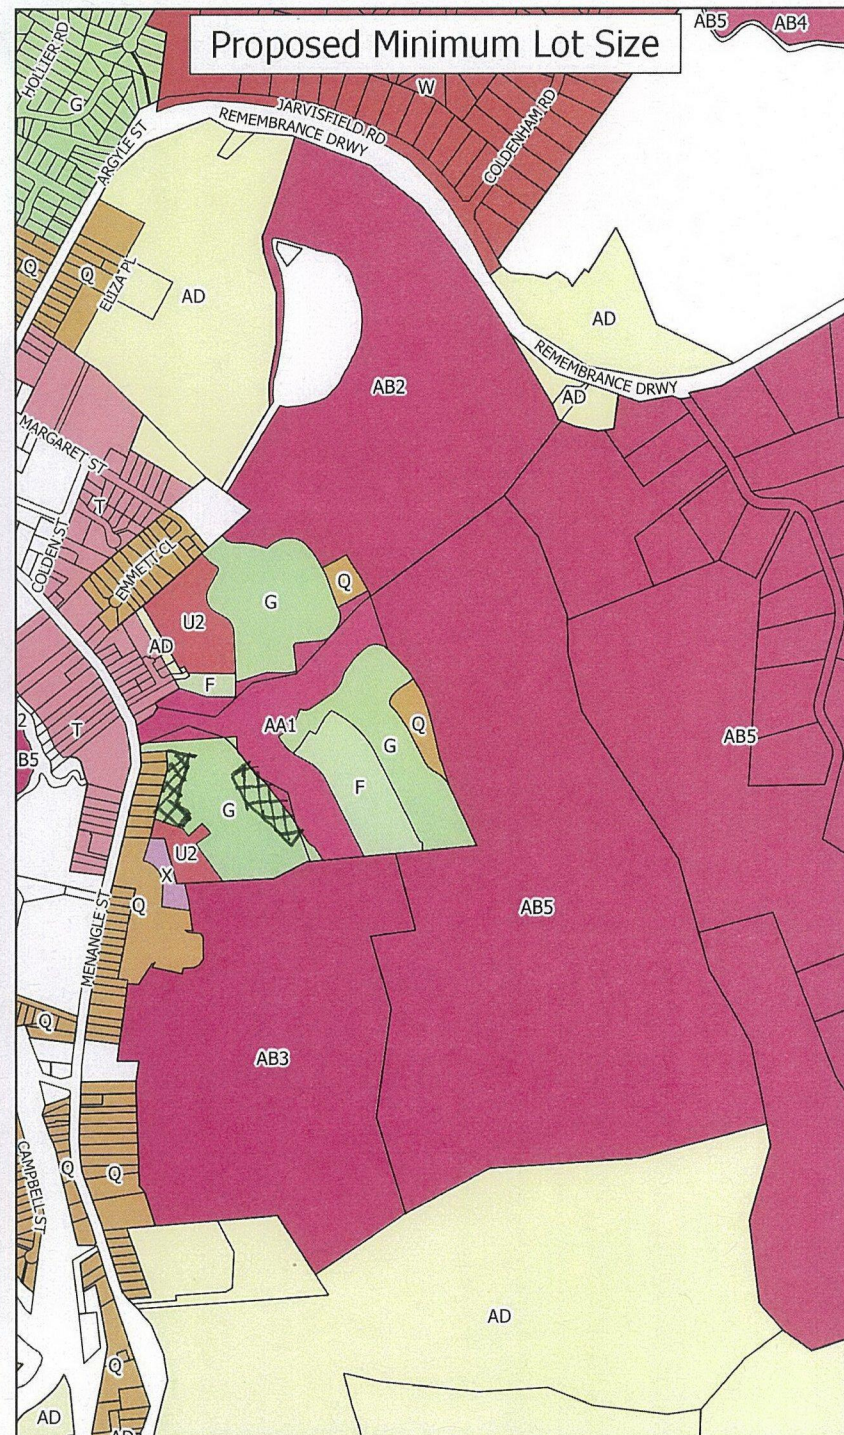 Proposed Minimum Lot Size
AB5
AB4
HOLLIER RD
G
W
JARVISFIELD RD
REMEMBRANCE DRWY
COLDENHAM RD
ARGYLE ST
Q
Q
ELIZA PL
AD
AD
REMEMBRANCE DRWY
AB2
AD
MARGARET ST
T
COLDEN ST
EMMETT CL
Q
G
U2
AD
F
2
T
AA1
Q
G
AB5
B5
F
G
U2
X
Q
AB5
MENANGLE ST
Q
AB3
CAMPBELL ST
Q
Q
AD
Q
AD
AD